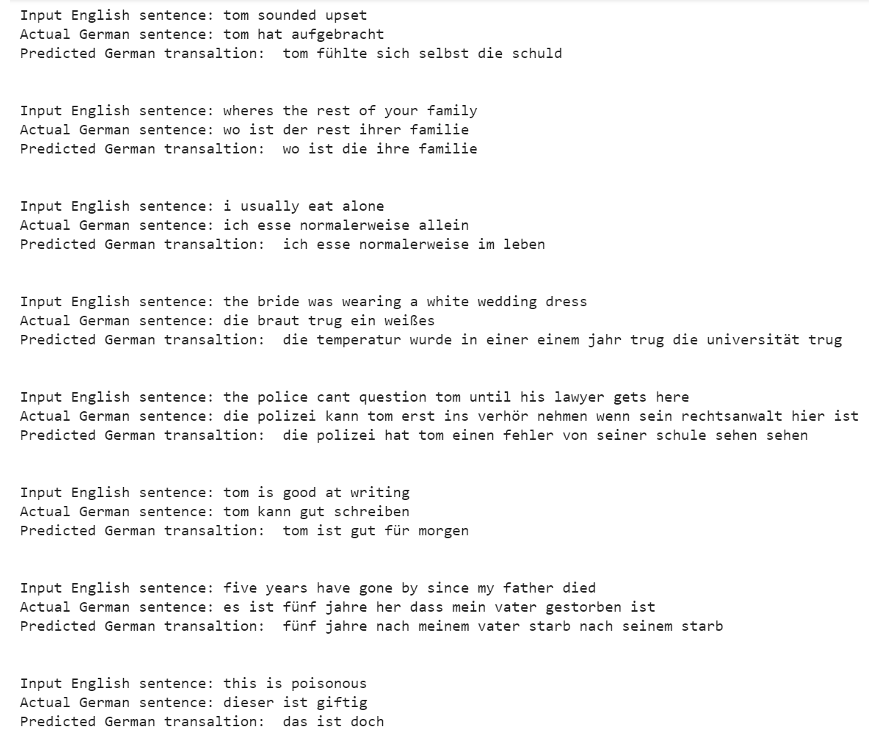 Input English sentence: tom sounded upset
Actual German sentence: tom hat aufgebracht
Predicted German transaltion:  tom fühlte sich selbst die schuld
Input English sentence: wheres the rest of your family
Actual German sentence: wo ist der rest ihrer familie
Predicted German transaltion:  wo ist die ihre familie
Input English sentence: i usually eat alone
Actual German sentence: ich esse normalerweise allein
Predicted German transaltion:  ich esse normalerweise im leben
Input English sentence: the bride was wearing a white wedding dress
Actual German sentence: die braut trug ein weißes
Predicted German transaltion:  die temperatur wurde in einer einem jahr trug die universität trug
Input English sentence: the police cant question tom until his lawyer gets here
Actual German sentence: die polizei kann tom erst ins verhör nehmen wenn sein rechtsanwalt hier ist
Predicted German transaltion:  die polizei hat tom einen fehler von seiner schule sehen sehen
Input English sentence: tom is good at writing
Actual German sentence: tom kann gut schreiben
Predicted German transaltion:  tom ist gut für morgen
Input English sentence: five years have gone by since my father died
Actual German sentence: es ist fünf jahre her dass mein vater gestorben ist
Predicted German transaltion:  fünf jahre nach meinem vater starb nach seinem starb
Input English sentence: this is poisonous
Actual German sentence: dieser ist giftig
Predicted German transaltion:  das ist doch